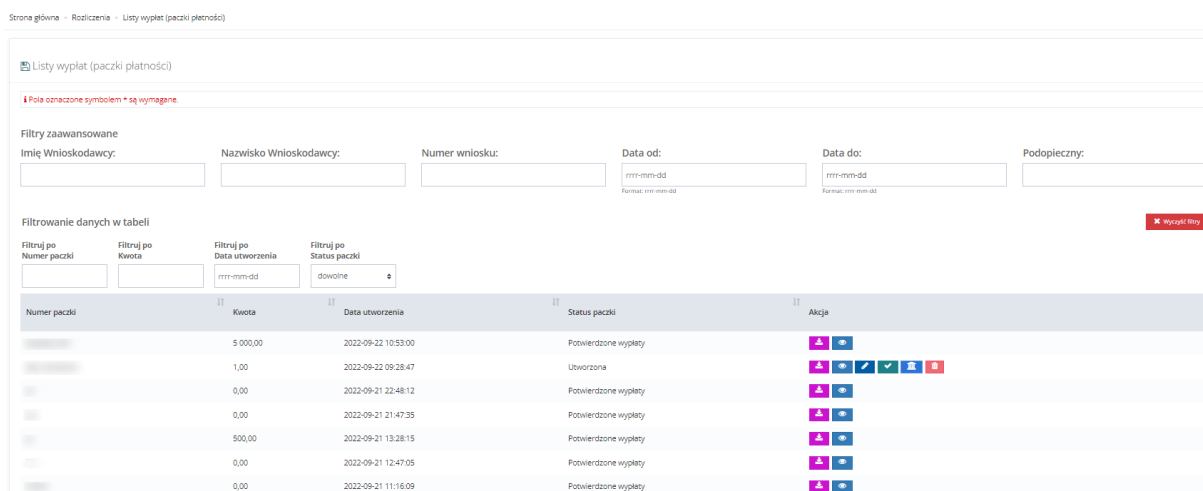 Strona główna - Rozliczenia - Listy wypłat (paczki płatności)
Listy wypłat (paczki płatności)
Pola oznaczone symbolem * są wymagane.
Filtry zaawansowane
Imię Wnioskodawcy: Nazwisko Wnioskodawcy: Numer wniosku: Data od: Data do: Podopieczny:
rrrr-mm-dd rrrr-mm-dd
Format: rrrr-mm-dd Format: rrrr-mm-dd
Filtrowanie danych w tabeli
Wyczyść filtry
Filtruj po Filtruj po Filtruj po Filtruj po
Numer paczki Kwota Data utworzenia Status paczki
rrrr-mm-dd dowolne
Numer paczki Kwota Data utworzenia Status paczki Akcja
5 000,00 2022-09-22 10:53:00 Potwierdzone wypłaty
1,00 2022-09-22 09:28:47 Utworzona
0,00 2022-09-21 22:48:12 Potwierdzone wypłaty
0,00 2022-09-21 21:47:35 Potwierdzone wypłaty
500,00 2022-09-21 13:28:15 Potwierdzone wypłaty
0,00 2022-09-21 12:47:05 Potwierdzone wypłaty
0,00 2022-09-21 11:16:09 Potwierdzone wypłaty